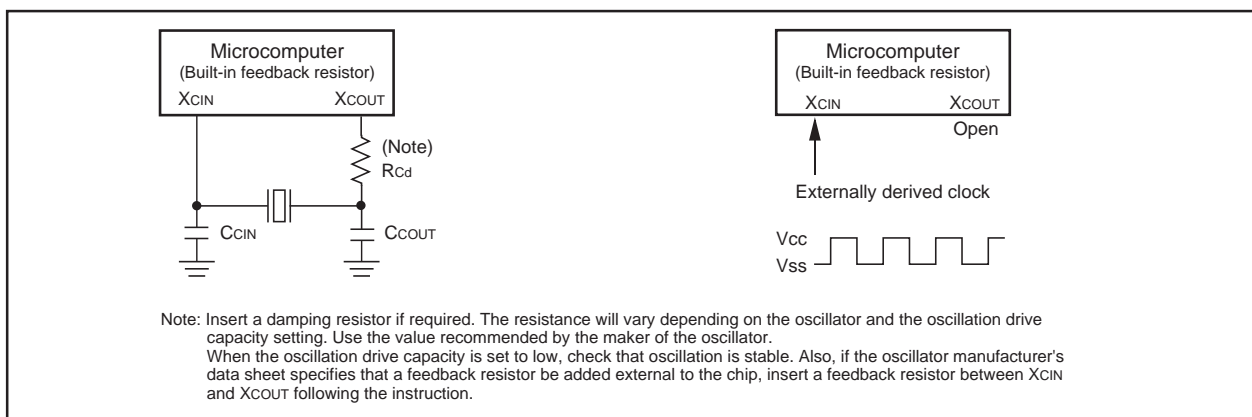 Microcomputer
(Built-in feedback resistor)
XCIN XCOUT
(Note)
RCd
CCIN CCOUT
Microcomputer
(Built-in feedback resistor)
XCIN XCOUT
Open
Externally derived clock
Vcc
Vss
Note: Insert a damping resistor if required. The resistance will vary depending on the oscillator and the oscillation drive
capacity setting. Use the value recommended by the maker of the oscillator.
When the oscillation drive capacity is set to low, check that oscillation is stable. Also, if the oscillator manufacturer's
data sheet specifies that a feedback resistor be added external to the chip, insert a feedback resistor between XCIN
and XCOUT following the instruction.